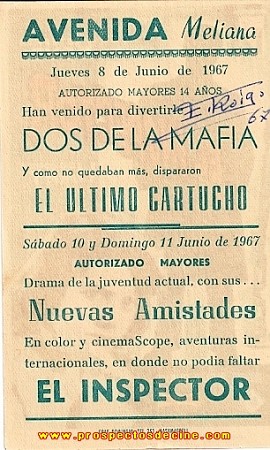 AVENIDA Meliana
Jueves 8 de Junio de 1967
AUTORIZADO MAYORES 14 AÑOS
Han venido para divertirle
E. Roig
67
DOS DE LA MAFIA
Y como no quedaban más, dispararon
EL ULTIMO CARTUCHO
Sábado 10 y Domingo 11 Junio de 1967
AUTORIZADO MAYORES
Drama de la juventud actual, con sus...
Nuevas Amistades
En color y cinemaScope, aventuras in-
ternacionales, en donde no podia faltar
EL INSPECTOR
www.prospectosdecine.com